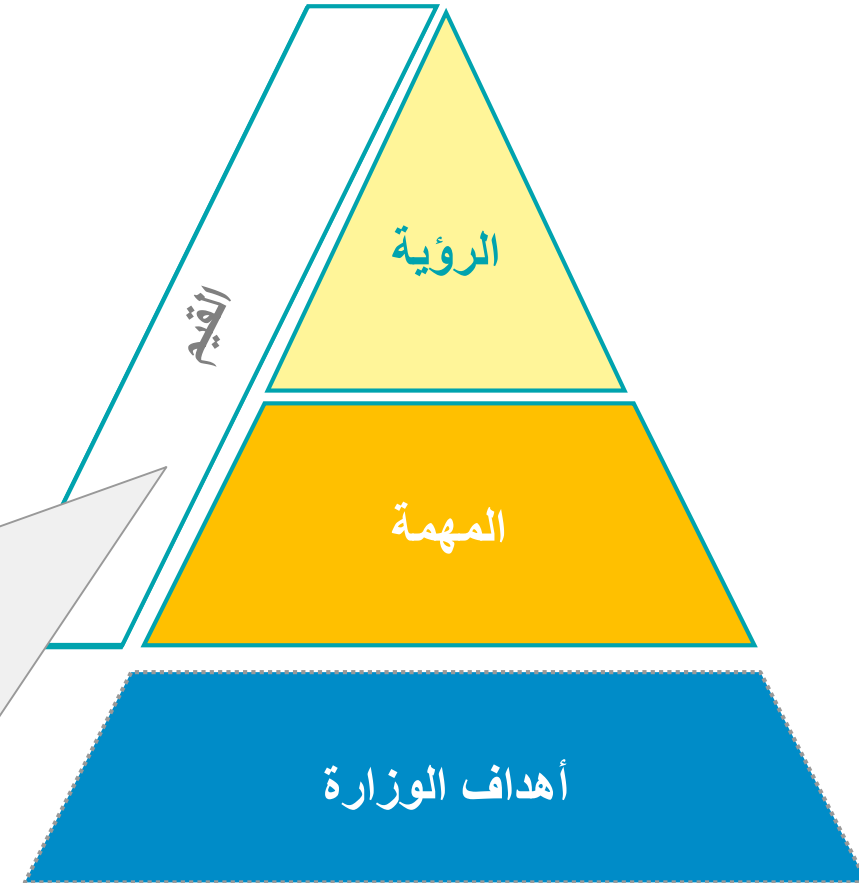 الرؤية
القيم
المهمة
أهداف الوزارة